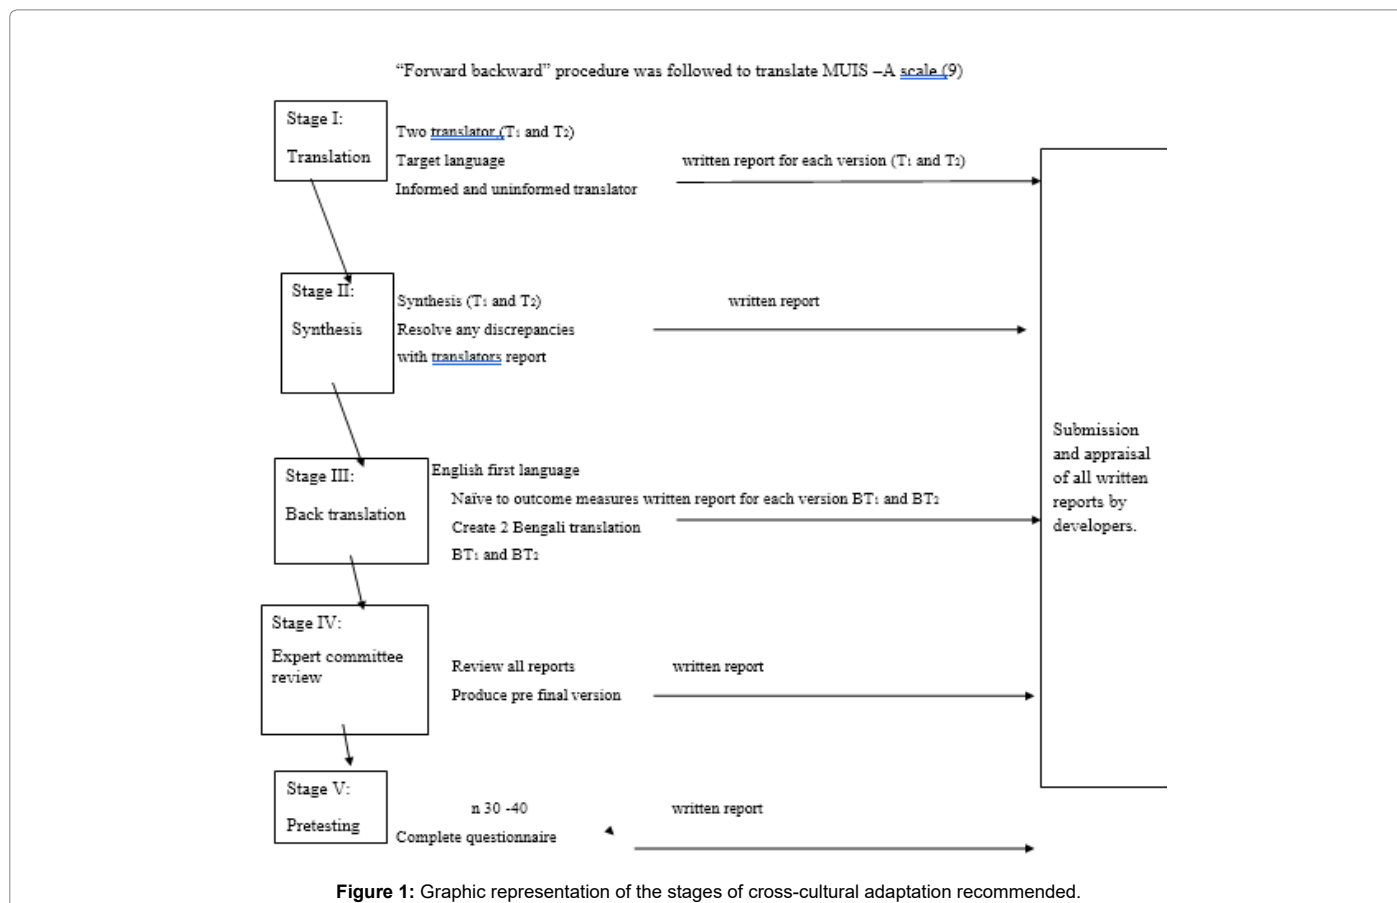 “Forward backward” procedure was followed to translate MUIS –A scale (9)
Stage I:
Translation
Two translator (T1 and T2)
Target language
Informed and uninformed translator
written report for each version (T1 and T2)
Stage II:
Synthesis
Synthesis (T1 and T2)
Resolve any discrepancies
with translators report
written report
Stage III:
Back translation
English first language
Naïve to outcome measures written report for each version BT1 and BT2
Create 2 Bengali translation
BT1 and BT2
Stage IV:
Expert committee
review
Review all reports
Produce pre final version
written report
Stage V:
Pretesting
n 30 -40
Complete questionnaire
written report
Submission
and appraisal
of all written
reports by
developers.
Figure 1: Graphic representation of the stages of cross-cultural adaptation recommended.